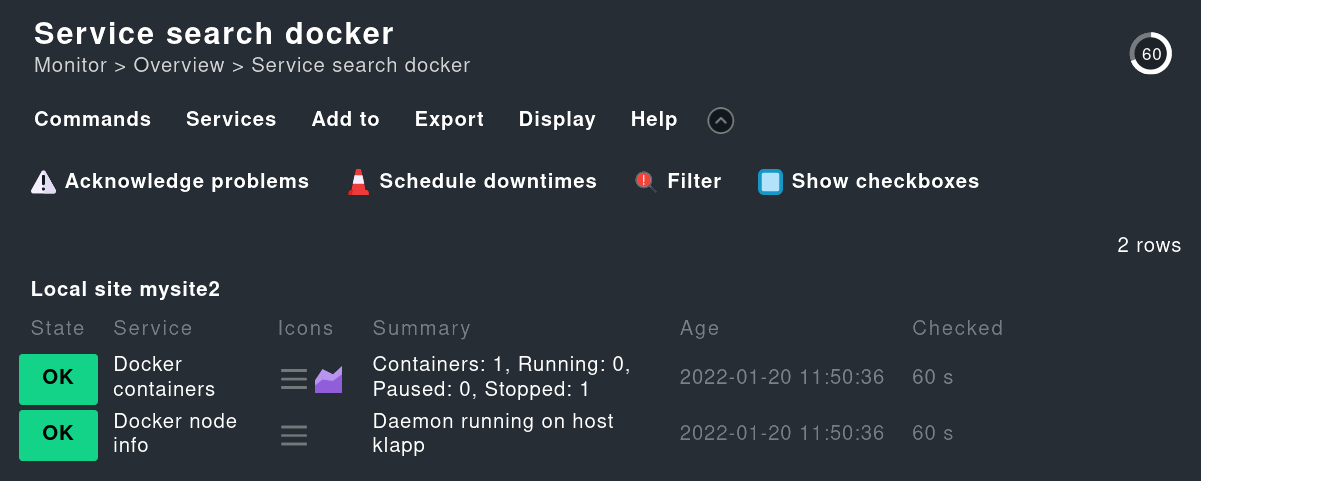 Service search docker
Monitor > Overview > Service search docker
60
Commands Services Add to Export Display Help
Acknowledge problems Schedule downtimes Filter Show checkboxes
2 rows
Local site mysite2
State Service Icons Summary Age Checked
OK Docker containers Containers: 1, Running: 0, Paused: 0, Stopped: 1 2022-01-20 11:50:36 60 s
OK Docker node info Daemon running on host klapp 2022-01-20 11:50:36 60 s